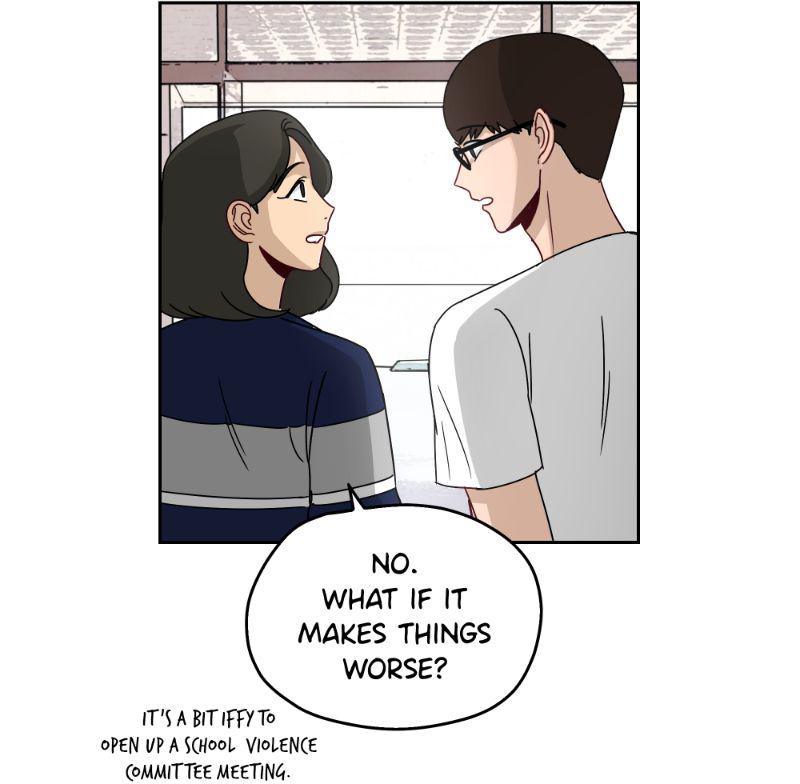 NO.
WHAT IF IT
MAKES THINGS
WORSE?
IT'S A BIT IFFY TO
OPEN UP A SCHOOL VIOLENCE
COMMITTEE MEETING.